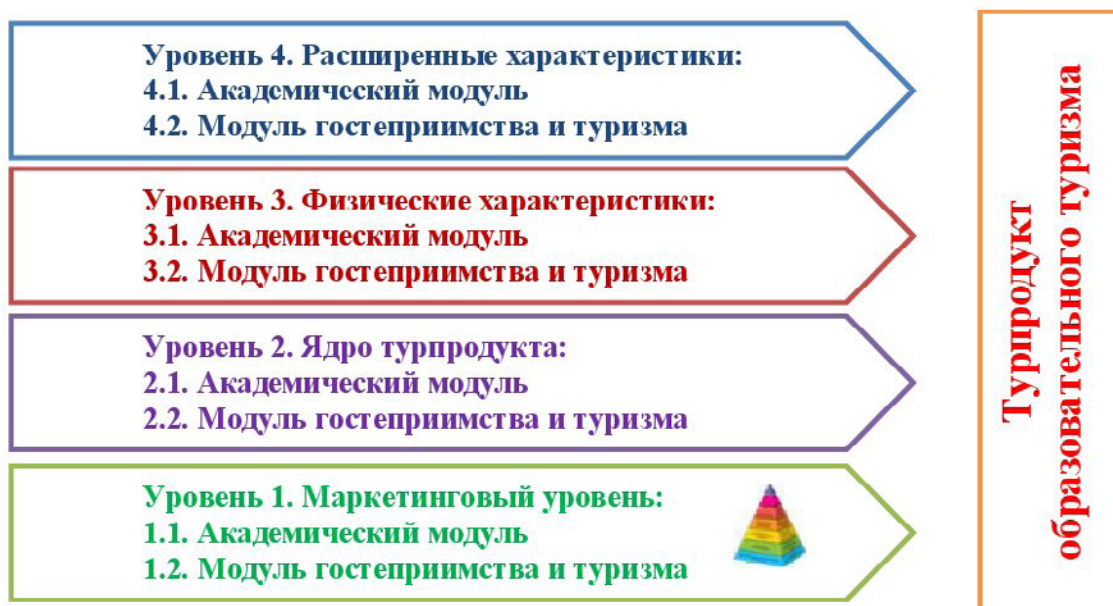 Уровень 4. Расширенные характеристики:
4.1. Академический модуль
4.2. Модуль гостеприимства и туризма
Уровень 3. Физические характеристики:
3.1. Академический модуль
3.2. Модуль гостеприимства и туризма
Уровень 2. Ядро турпродукта:
2.1. Академический модуль
2.2. Модуль гостеприимства и туризма
Уровень 1. Маркетинговый уровень:
1.1. Академический модуль
1.2. Модуль гостеприимства и туризма
Турпродукт
образовательного туризма